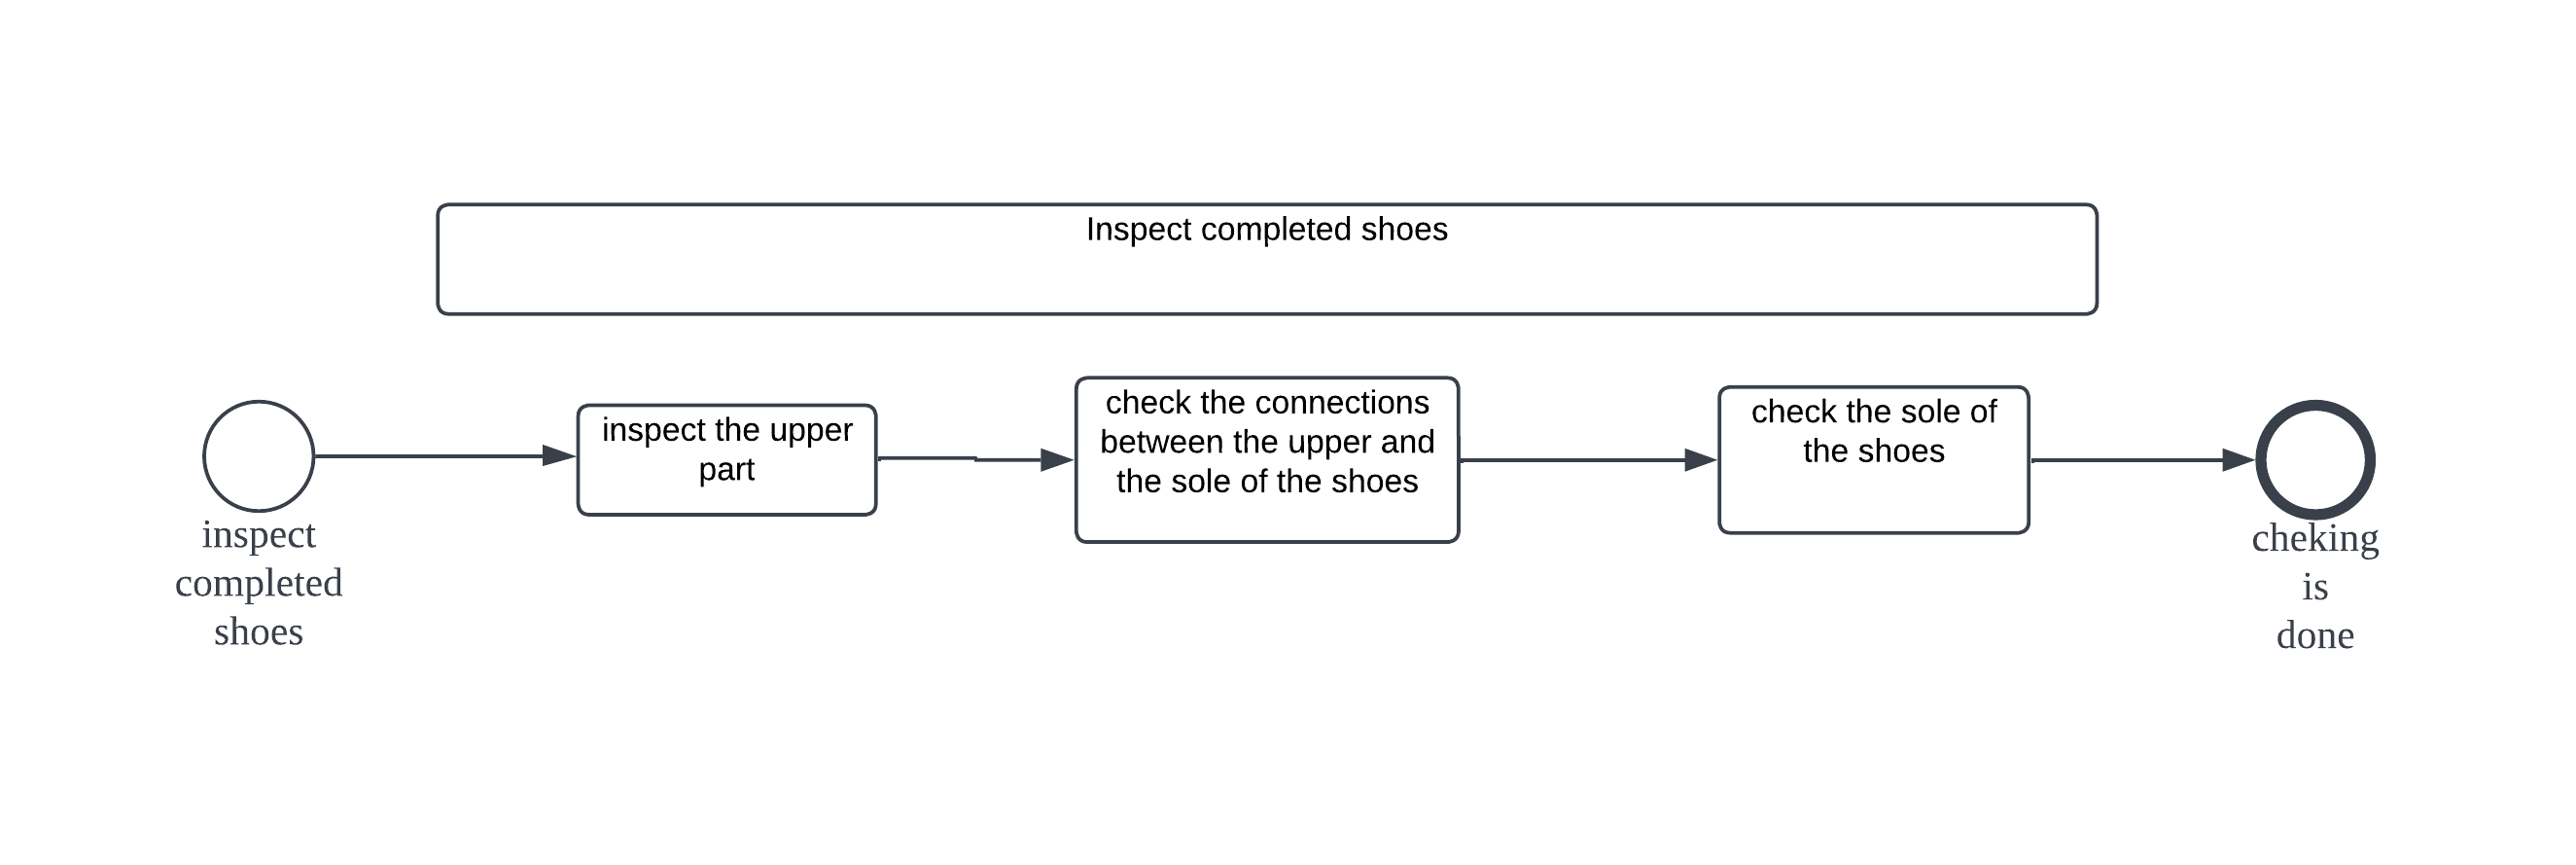 Inspect completed shoes
inspect
completed
shoes
inspect the upper
part
check the connections
between the upper and
the sole of the shoes
check the sole of
the shoes
cheking
is
done